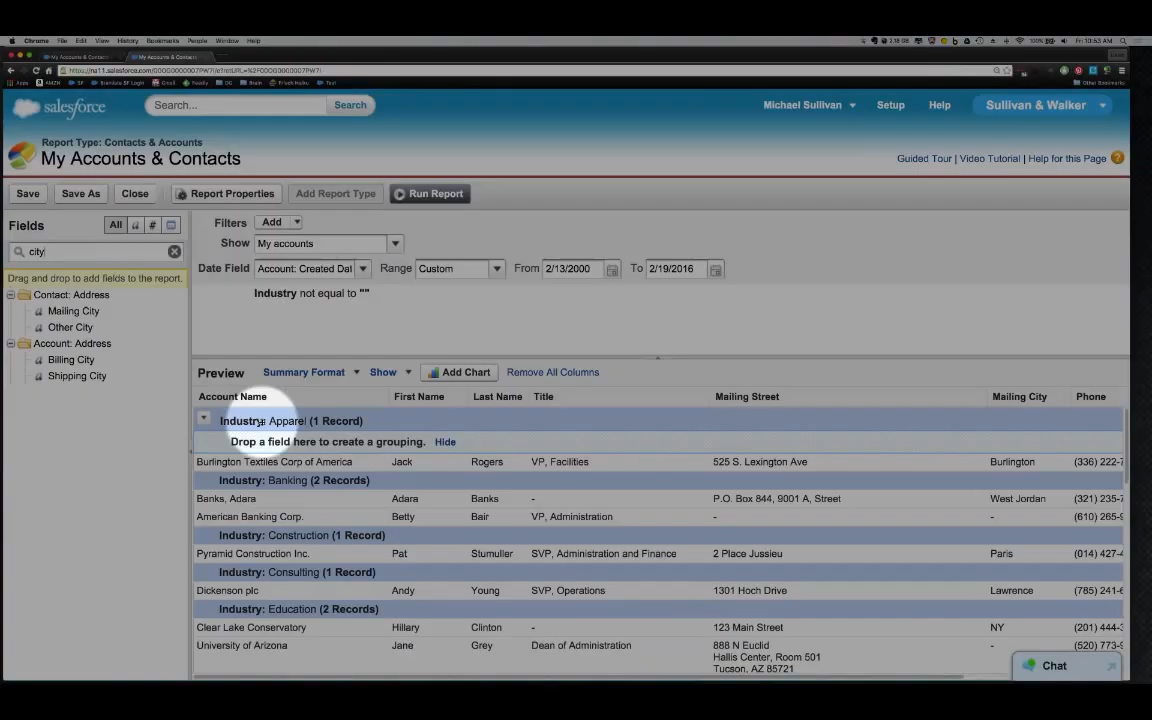 Chrome File Edit View History Bookmarks People Window Help
2.18 GB 100% Fri 10:53 AM
My Accounts & Contacts My Accounts & Contacts
Search... Search
salesforce
Michael Sullivan Setup Help Sullivan & Walker
Report Type: Contacts & Accounts
My Accounts & Contacts
Guided Tour | Video Tutorial | Help for this Page
Save Save As Close Report Properties Add Report Type Run Report
Fields All #
city
Drag and drop to add fields to the report.
Contact: Address
Mailing City
Other City
Account: Address
Billing City
Shipping City
Filters Add
Show My accounts
Date Field Account: Created Dat Range Custom From 2/13/2000 To 2/19/2016
Industry not equal to ""
Preview Summary Format Show Add Chart Remove All Columns
Account Name First Name Last Name Title Mailing Street Mailing City Phone
Industry: Apparel (1 Record)
Drop a field here to create a grouping. Hide
Burlington Textiles Corp of America Jack Rogers VP, Facilities 525 S. Lexington Ave Burlington (336) 222-7
Industry: Banking (2 Records)
Banks, Adara Adara Banks - P.O. Box 844, 9001 A, Street West Jordan (321) 235-7
American Banking Corp. Betty Bair VP, Administration - - (610) 265-9
Industry: Construction (1 Record)
Pyramid Construction Inc. Pat Stumuller SVP, Administration and Finance 2 Place Jussieu Paris (014) 427-4
Industry: Consulting (1 Record)
Dickenson plc Andy Young SVP, Operations 1301 Hoch Drive Lawrence (785) 241-6
Industry: Education (2 Records)
Clear Lake Conservatory Hillary Clinton - 123 Main Street NY (201) 444-3
University of Arizona Jane Grey Dean of Administration 888 N Euclid - (520) 773-9
Hallis Center, Room 501
Tucson, AZ 85721
Chat